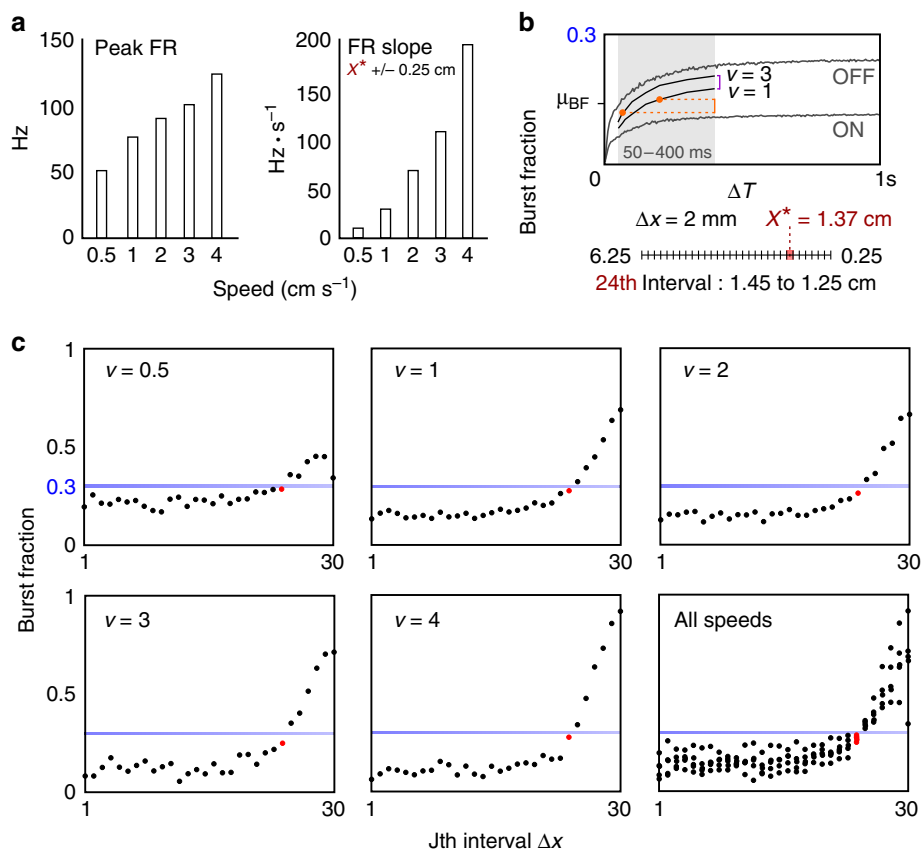 a
Peak FR
150
100
50
0
Hz
0.5 1 2 3 4
FR slope
X* +/- 0.25 cm
200
150
100
50
0
Hz · s⁻¹
0.5 1 2 3 4
Speed (cm s⁻¹)
b
0.3
μBF
0
Burst fraction
OFF
v = 3
v = 1
ON
50–400 ms
1s
ΔT
Δx = 2 mm
X* = 1.37 cm
6.25
0.25
24th Interval : 1.45 to 1.25 cm
c
Burst fraction
1
0.5
0.3
0
v = 0.5
1 30
v = 1
1 30
v = 2
1 30
1
0.5
0
v = 3
1 30
v = 4
1 30
All speeds
1 30
Jth interval Δx